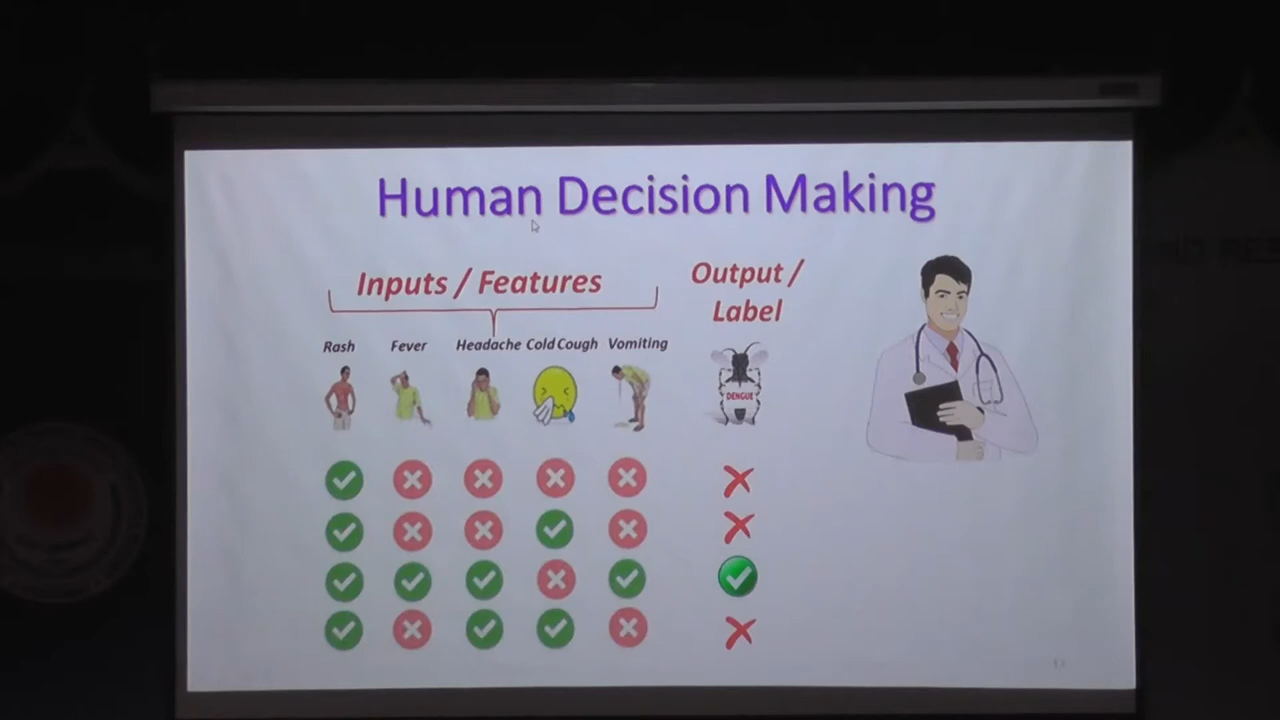 Human Decision Making
Inputs / Features
Output /
Label
Rash Fever Headache Cold Cough Vomiting
DENGUE